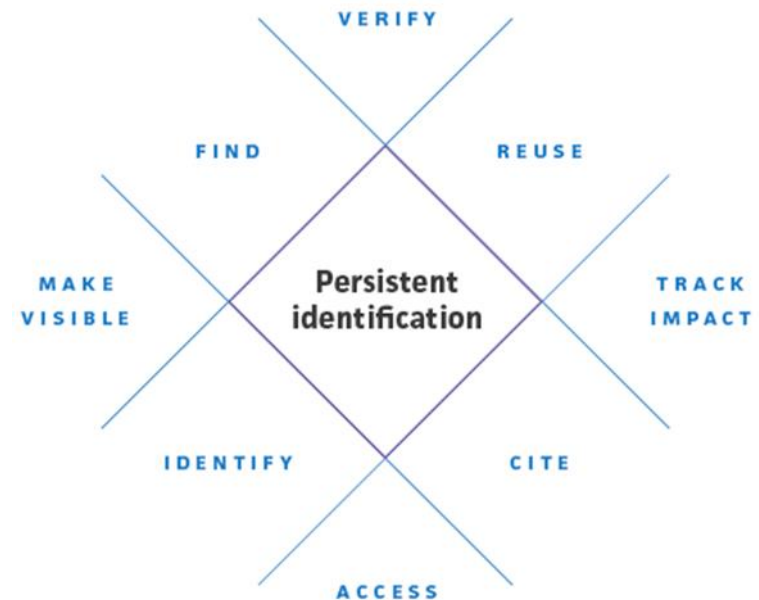 VERIFY
FIND
REUSE
MAKE
VISIBLE
Persistent
identification
TRACK
IMPACT
IDENTIFY
CITE
ACCESS